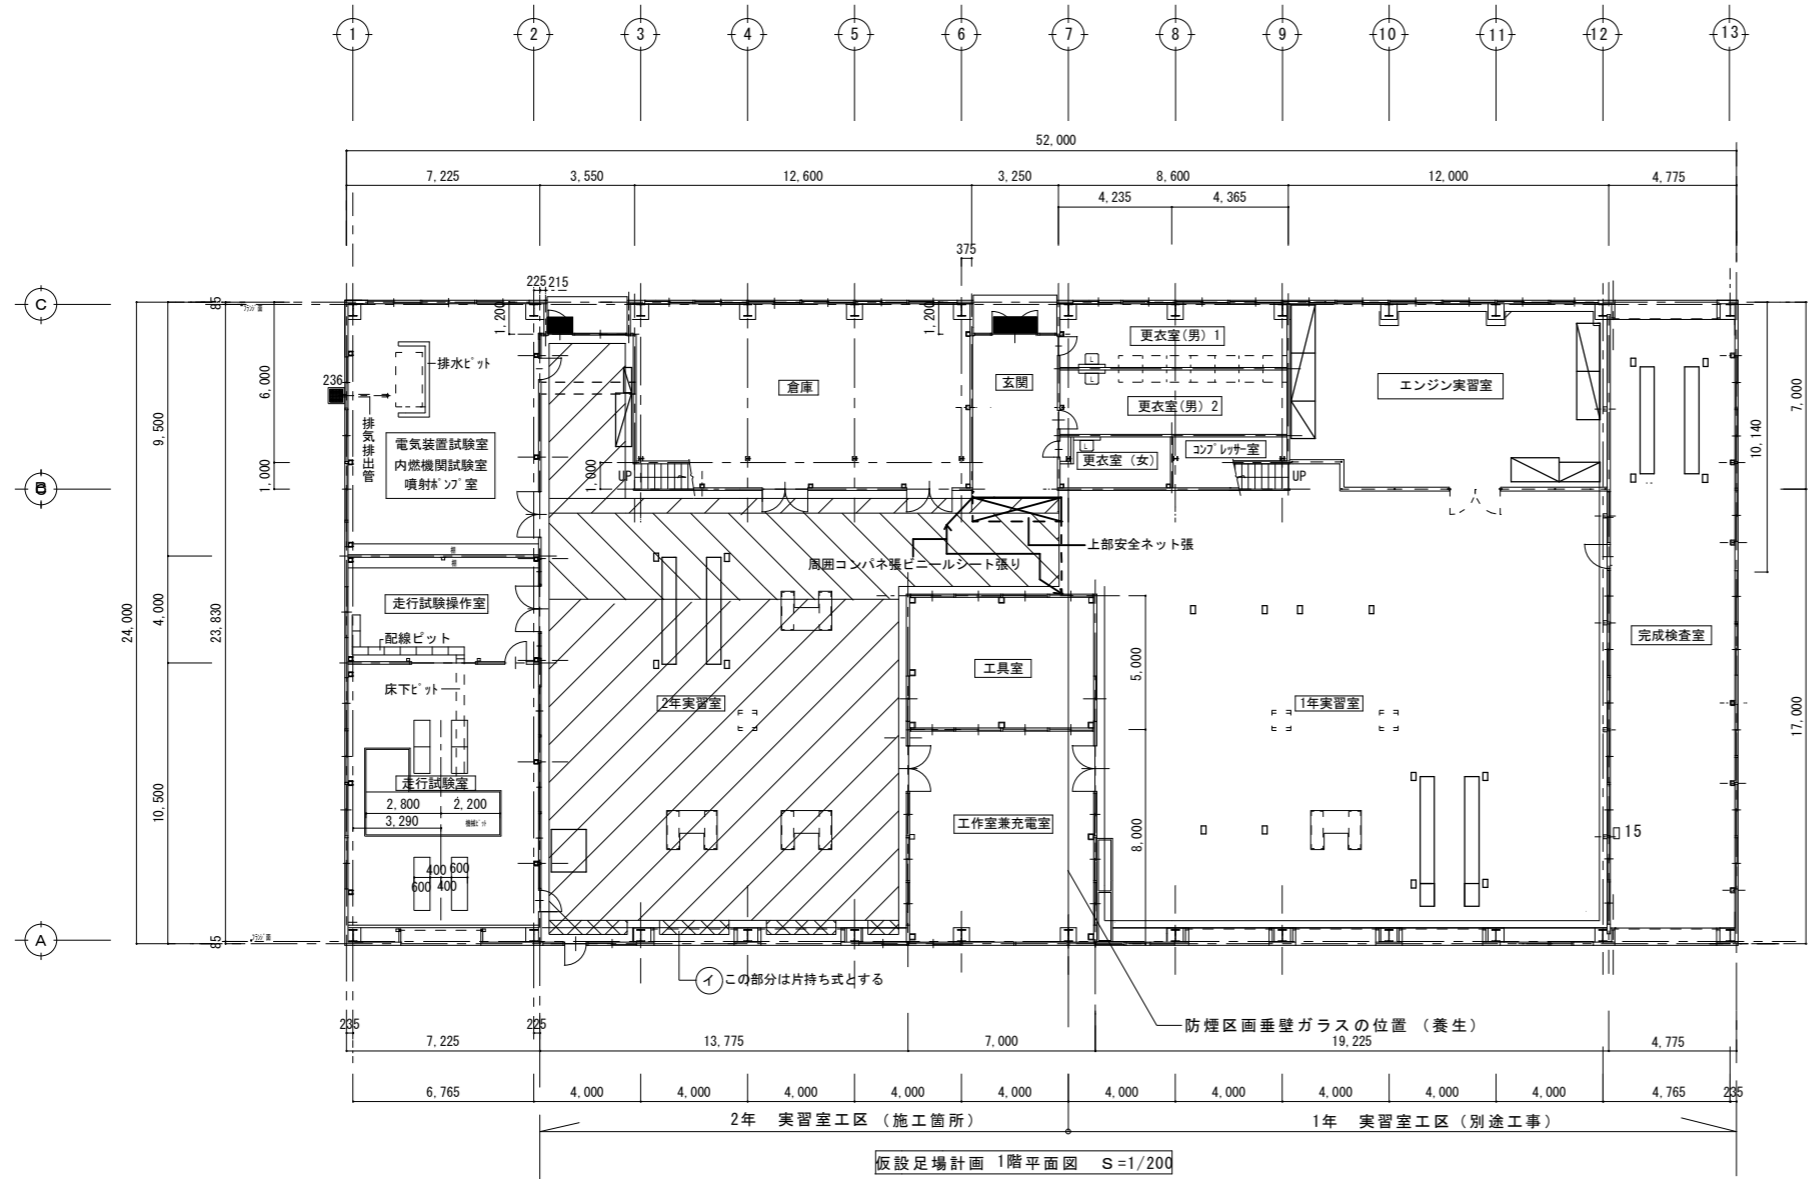 1 2 3 4 5 6 7 8 9 10 11 12 13
52,000
7,225 3,550 12,600 3,250 8,600 12,000 4,775
4,235 4,365
375
225 215
C
85
1,200
1,200
6,000
9,500
1,000
236
排水ピット
排気排出管
電気装置試験室
内燃機関試験室
噴射ポンプ室
倉庫
玄関
更衣室(男)1
更衣室(男)2
更衣室(女)
コンプレッサー室
エンジン実習室
7,000
10,140
B
1,000
UP
UP
上部安全ネット張
周囲コンパネ張ビニールシート張り
棚
棚
24,000
4,000
23,830
走行試験操作室
配線ピット
床下ピット
2年実習室
工具室
5,000
1年実習室
完成検査室
17,000
10,500
走行試験室
2,800 2,200
3,290
機械ピット
400 600
600 400
工作室兼充電室
8,000
15
A
85
イ この部分は片持ち式とする
防煙区画垂壁ガラスの位置 (養生)
235 225
7,225 13,775 7,000 19,225 4,775
6,765 4,000 4,000 4,000 4,000 4,000 4,000 4,000 4,000 4,000 4,000 4,765 235
2年 実習室工区 (施工箇所) 1年 実習室工区 (別途工事)
仮設足場計画 1階平面図 S=1/200